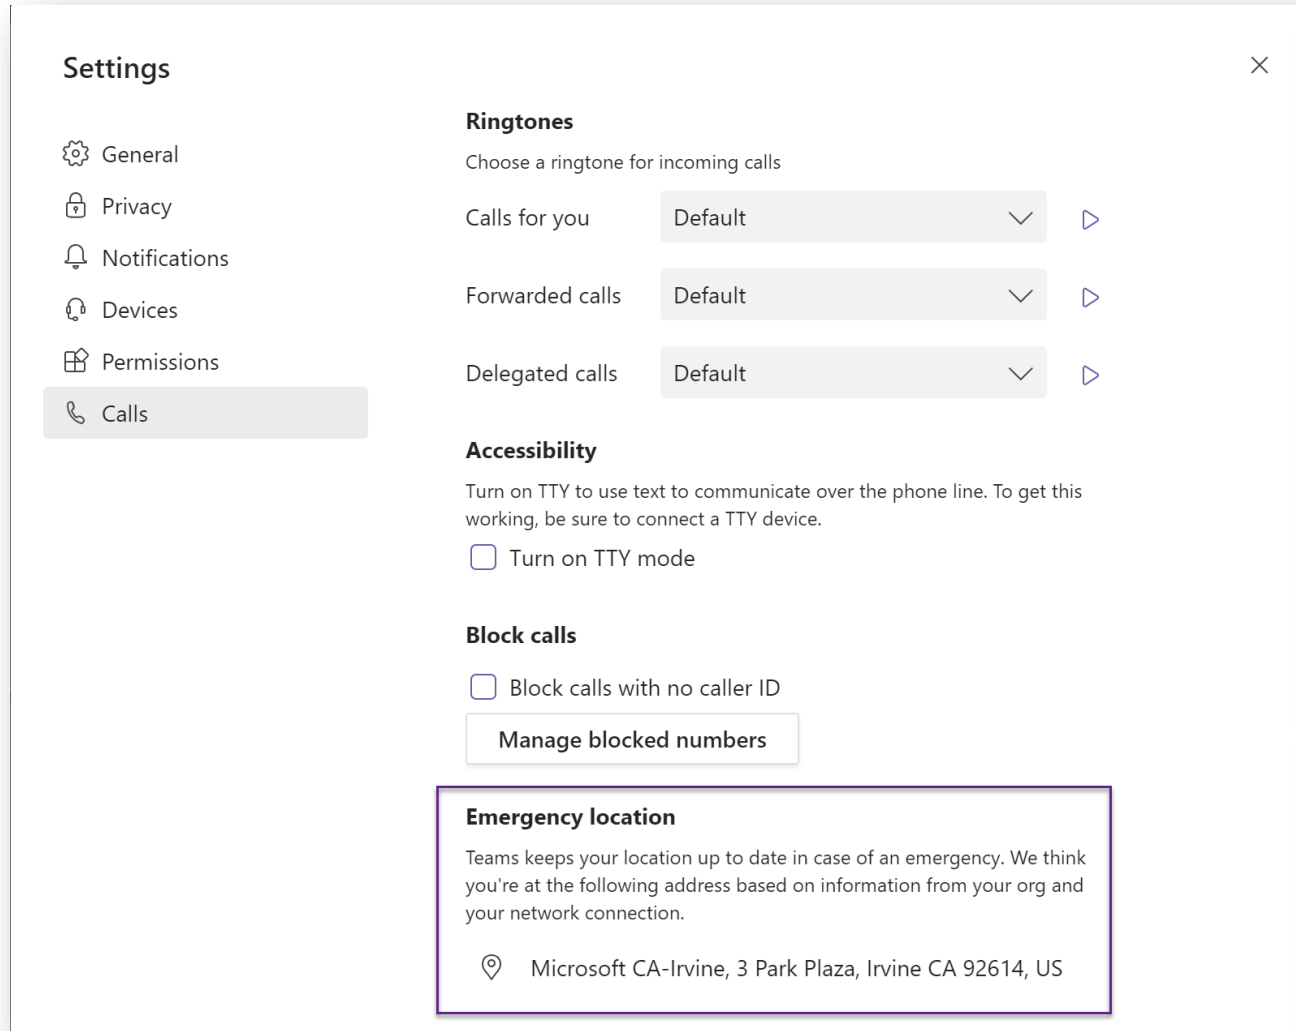 Settings
General
Privacy
Notifications
Devices
Permissions
Calls
Ringtones
Choose a ringtone for incoming calls
Calls for you
Default
Forwarded calls
Default
Delegated calls
Default
Accessibility
Turn on TTY to use text to communicate over the phone line. To get this
working, be sure to connect a TTY device.
Turn on TTY mode
Block calls
Block calls with no caller ID
Manage blocked numbers
Emergency location
Teams keeps your location up to date in case of an emergency. We think
you're at the following address based on information from your org and
your network connection.
Microsoft CA-Irvine, 3 Park Plaza, Irvine CA 92614, US